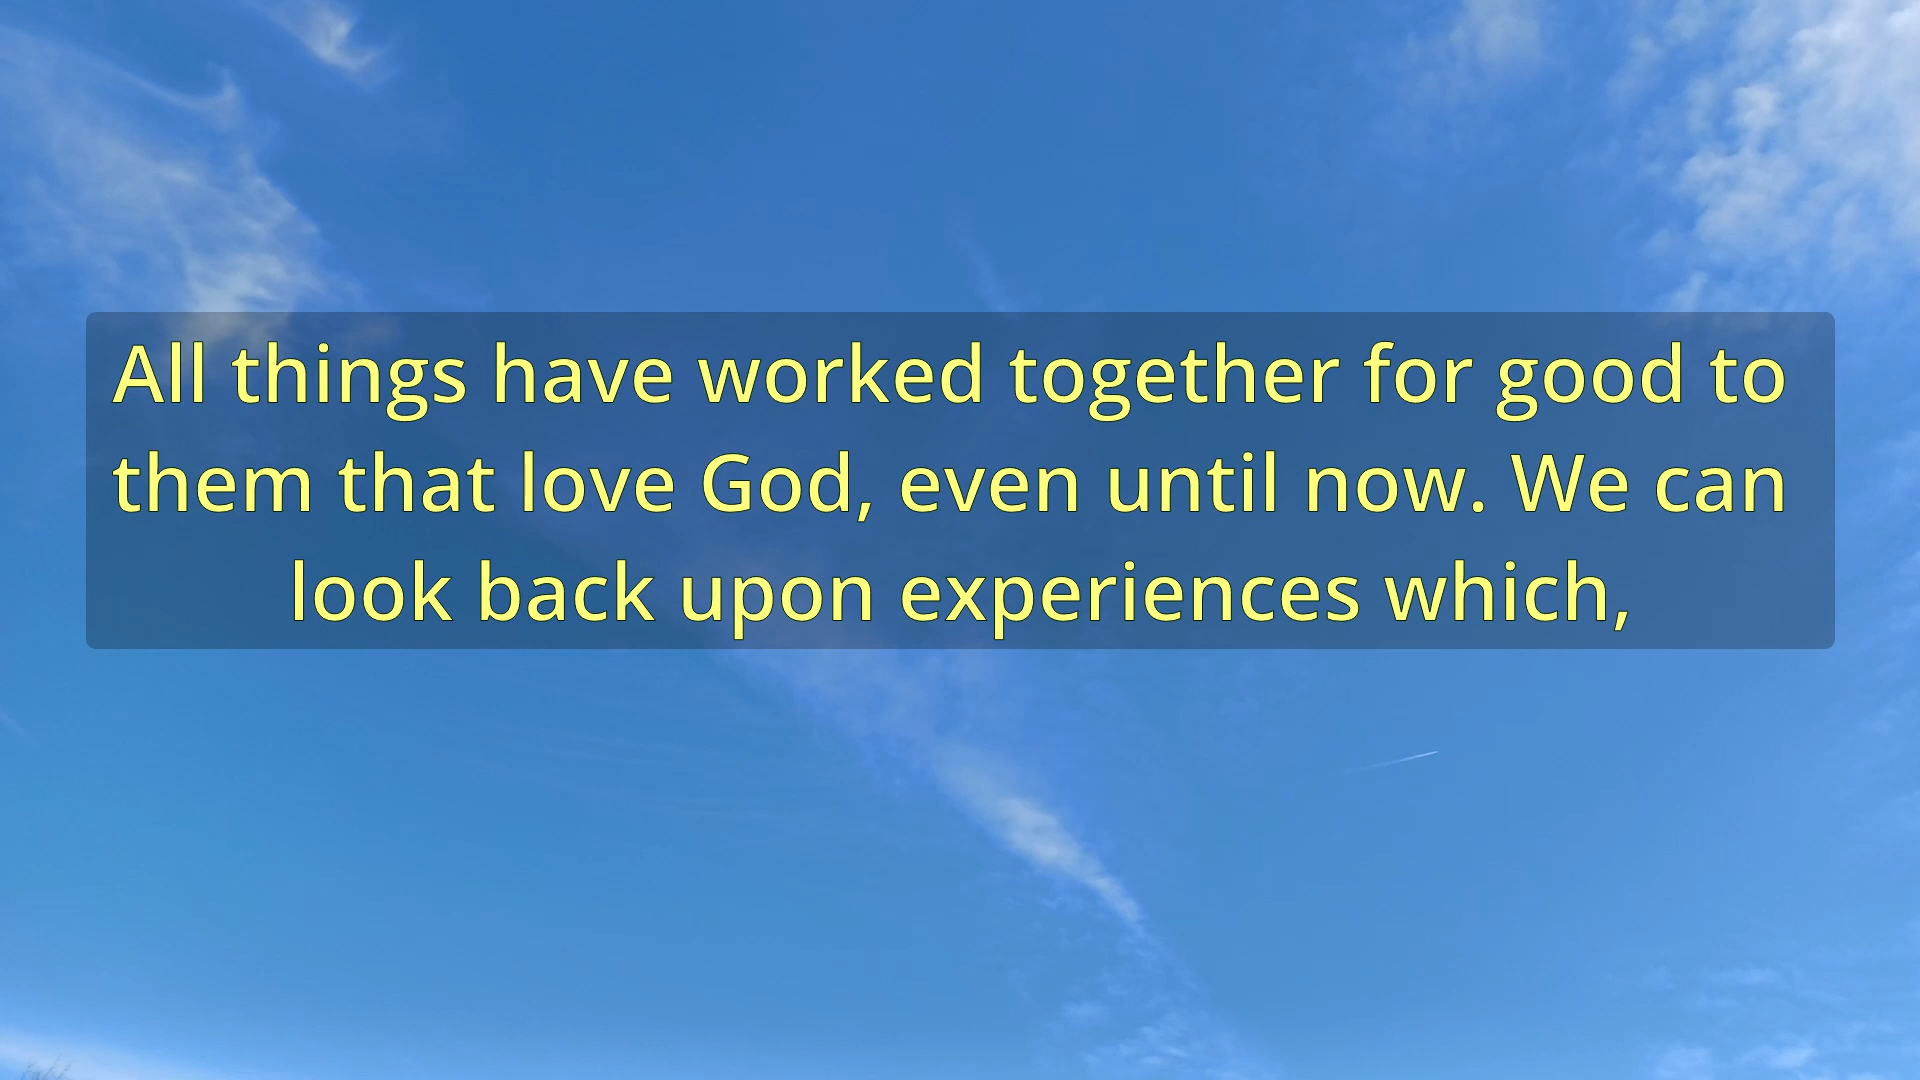 All things have worked together for good to
them that love God, even until now. We can
look back upon experiences which,